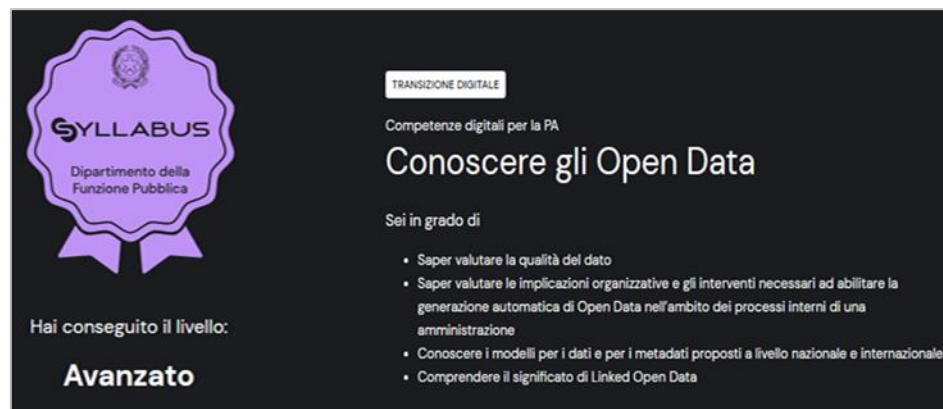 SYLLABUS
Dipartimento della
Funzione Pubblica
Hai conseguito il livello:
Avanzato
TRANSIZIONE DIGITALE
Competenze digitali per la PA
Conoscere gli Open Data
Sei in grado di
• Saper valutare la qualità del dato
• Saper valutare le implicazioni organizzative e gli interventi necessari ad abilitare la
generazione automatica di Open Data nell'ambito dei processi interni di una
amministrazione
• Conoscere i modelli per i dati e per i metadati proposti a livello nazionale e internazionale
• Comprendere il significato di Linked Open Data